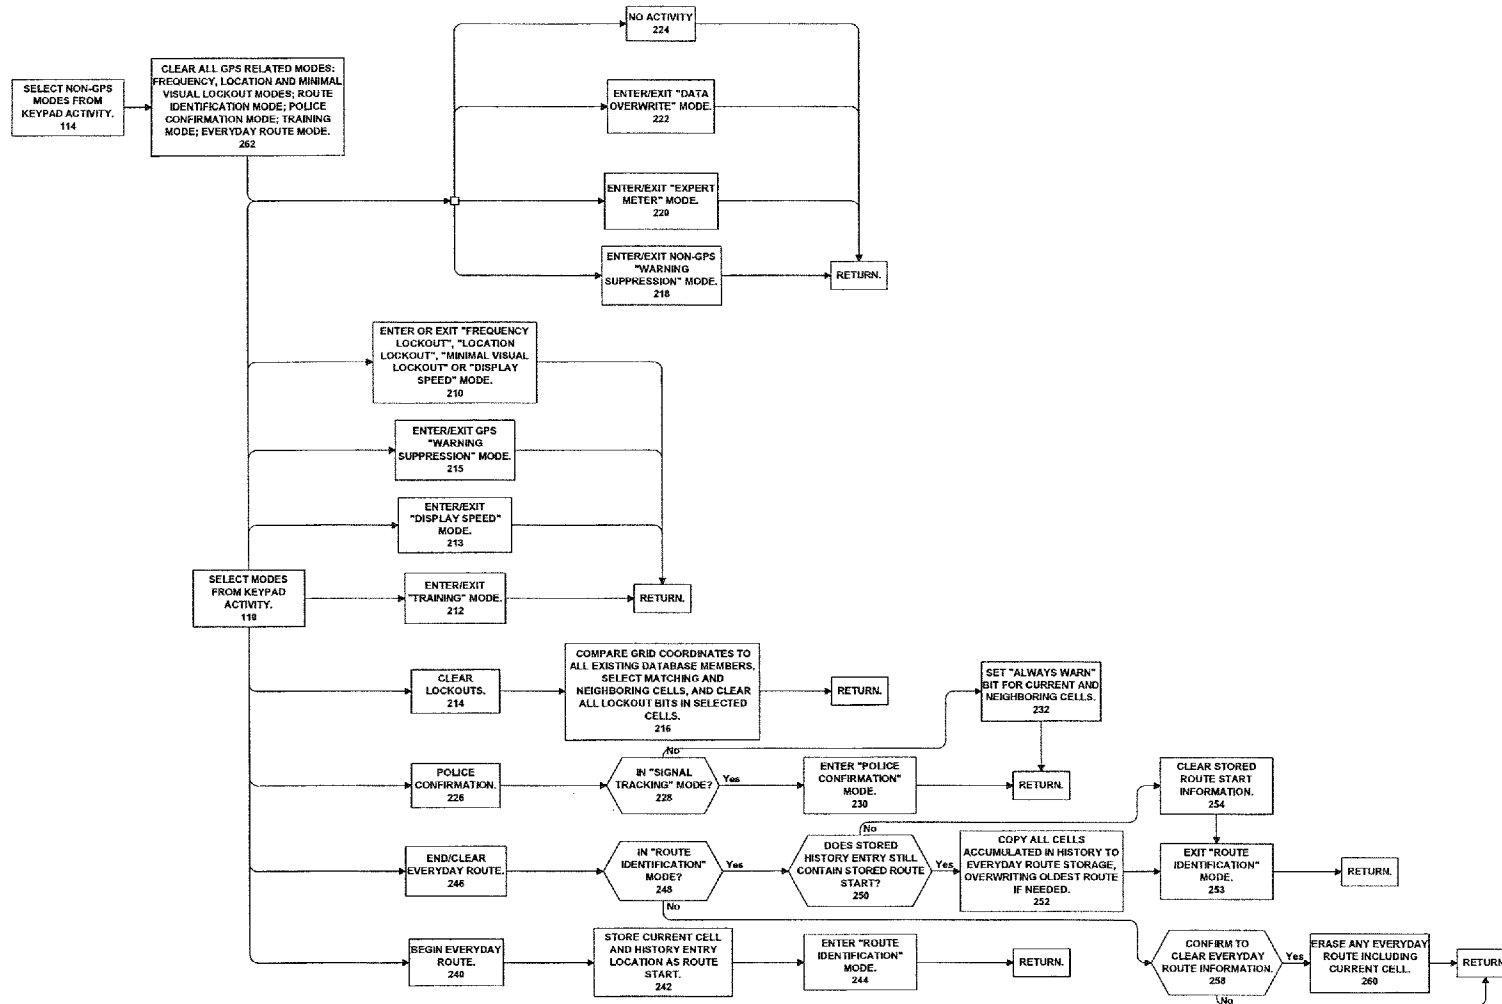 NO ACTIVITY
224
SELECT NON-GPS
MODES FROM
KEYPAD ACTIVITY.
114
CLEAR ALL GPS RELATED MODES:
FREQUENCY, LOCATION AND MINIMAL
VISUAL LOCKOUT MODES; ROUTE
IDENTIFICATION MODE; POLICE
CONFIRMATION MODE; TRAINING
MODE; EVERYDAY ROUTE MODE.
262
ENTER/EXIT "DATA
OVERWRITE" MODE.
222
ENTER/EXIT "EXPERT
METER" MODE.
220
ENTER/EXIT NON-GPS
"WARNING
SUPPRESSION" MODE.
218
RETURN.
ENTER OR EXIT "FREQUENCY
LOCKOUT", "LOCATION
LOCKOUT", "MINIMAL VISUAL
LOCKOUT" OR "DISPLAY
SPEED" MODE.
210
ENTER/EXIT GPS
"WARNING
SUPPRESSION" MODE.
215
ENTER/EXIT
"DISPLAY SPEED"
MODE.
213
SELECT MODES
FROM KEYPAD
ACTIVITY.
ENTER/EXIT
"TRAINING" MODE.
212
RETURN.
CLEAR
LOCKOUTS.
214
COMPARE GRID COORDINATES TO
ALL EXISTING DATABASE MEMBERS,
SELECT MATCHING AND
NEIGHBORING CELLS, AND CLEAR
ALL LOCKOUT BITS IN SELECTED
CELLS.
216
RETURN.
SET "ALWAYS WARN"
BIT FOR CURRENT AND
NEIGHBORING CELLS.
232
POLICE
CONFIRMATION.
226
No
IN "SIGNAL
TRACKING" MODE?
228
Yes
ENTER "POLICE
CONFIRMATION"
MODE.
230
RETURN.
CLEAR STORED
ROUTE START
INFORMATION.
254
END/CLEAR
EVERYDAY ROUTE.
246
IN "ROUTE
IDENTIFICATION"
MODE?
248
Yes
No
DOES STORED
HISTORY ENTRY STILL
CONTAIN STORED ROUTE
START?
250
Yes
COPY ALL CELLS
ACCUMULATED IN HISTORY TO
EVERYDAY ROUTE STORAGE,
OVERWRITING OLDEST ROUTE
IF NEEDED.
252
EXIT "ROUTE
IDENTIFICATION"
MODE.
253
RETURN.
No
BEGIN EVERYDAY
ROUTE.
240
STORE CURRENT CELL
AND HISTORY ENTRY
LOCATION AS ROUTE
START.
242
ENTER "ROUTE
IDENTIFICATION"
MODE.
244
RETURN.
CONFIRM TO
CLEAR EVERYDAY
ROUTE INFORMATION.
258
Yes
No
ERASE ANY EVERYDAY
ROUTE INCLUDING
CURRENT CELL.
260
RETURN